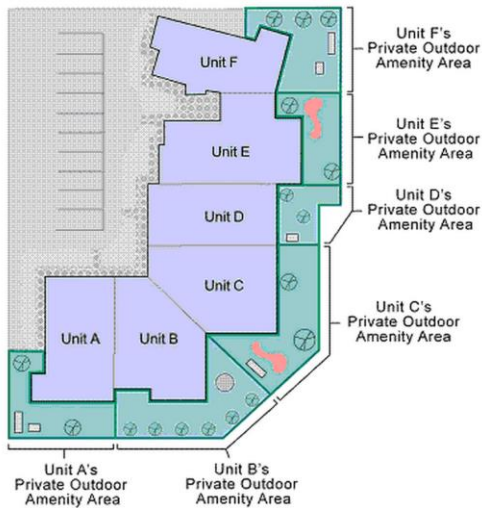 Unit F's
Private Outdoor
Amenity Area
Unit F
Unit E's
Private Outdoor
Amenity Area
Unit E
Unit D's
Private Outdoor
Amenity Area
Unit D
Unit C
Unit C's
Private Outdoor
Amenity Area
Unit A
Unit B
Unit A's
Private Outdoor
Amenity Area
Unit B's
Private Outdoor
Amenity Area